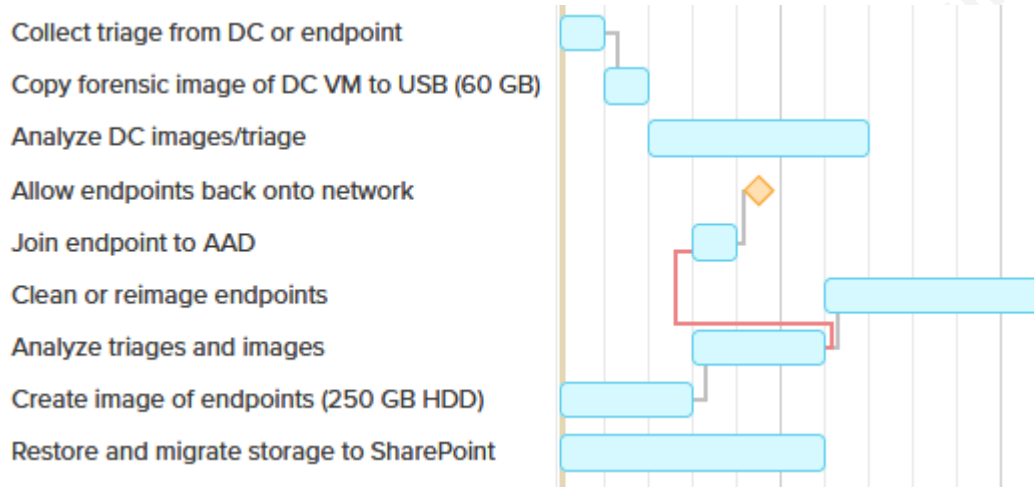 Collect triage from DC or endpoint
Copy forensic image of DC VM to USB (60 GB)
Analyze DC images/triage
Allow endpoints back onto network
Join endpoint to AAD
Clean or reimage endpoints
Analyze triages and images
Create image of endpoints (250 GB HDD)
Restore and migrate storage to SharePoint